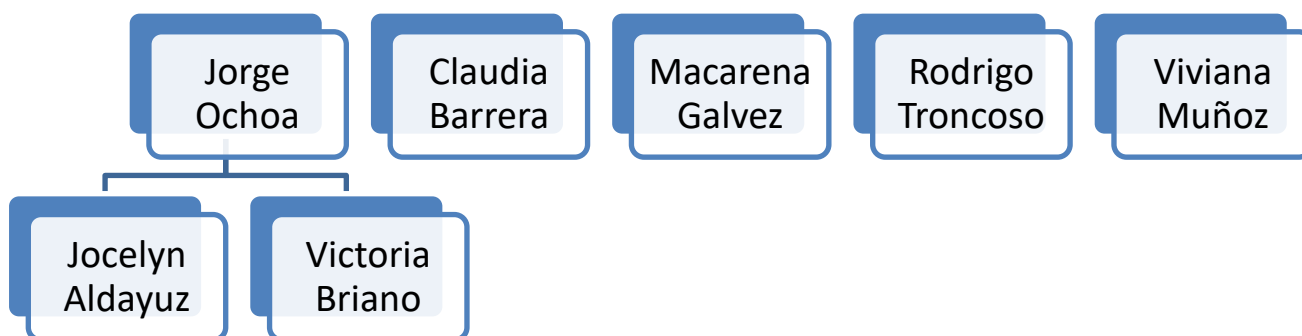 Jorge
Ochoa
Claudia
Barrera
Macarena
Galvez
Rodrigo
Troncoso
Viviana
Muñoz
Jocelyn
Aldayuz
Victoria
Briano